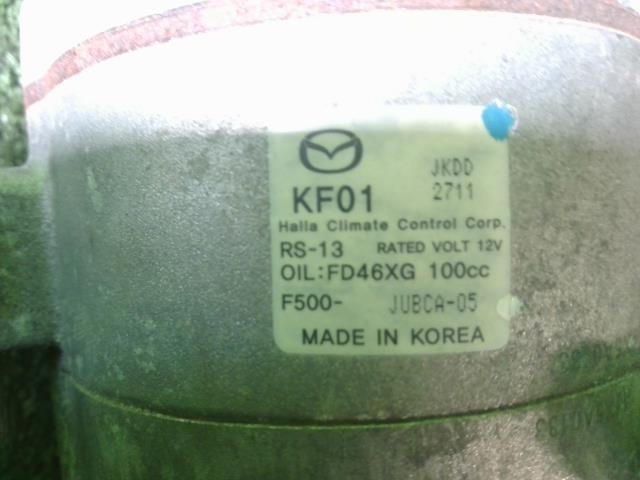 JKDD
KF01 2711
Halla Climate Control Corp.
RS-13 RATED VOLT 12V
OIL:FD46XG 100cc
F500- JUBCA-05
MADE IN KOREA